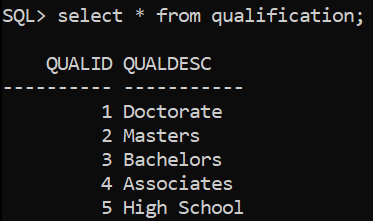 SQL> select * from qualification;
QUALID QUALDESC
---------- -----------
1 Doctorate
2 Masters
3 Bachelors
4 Associates
5 High School